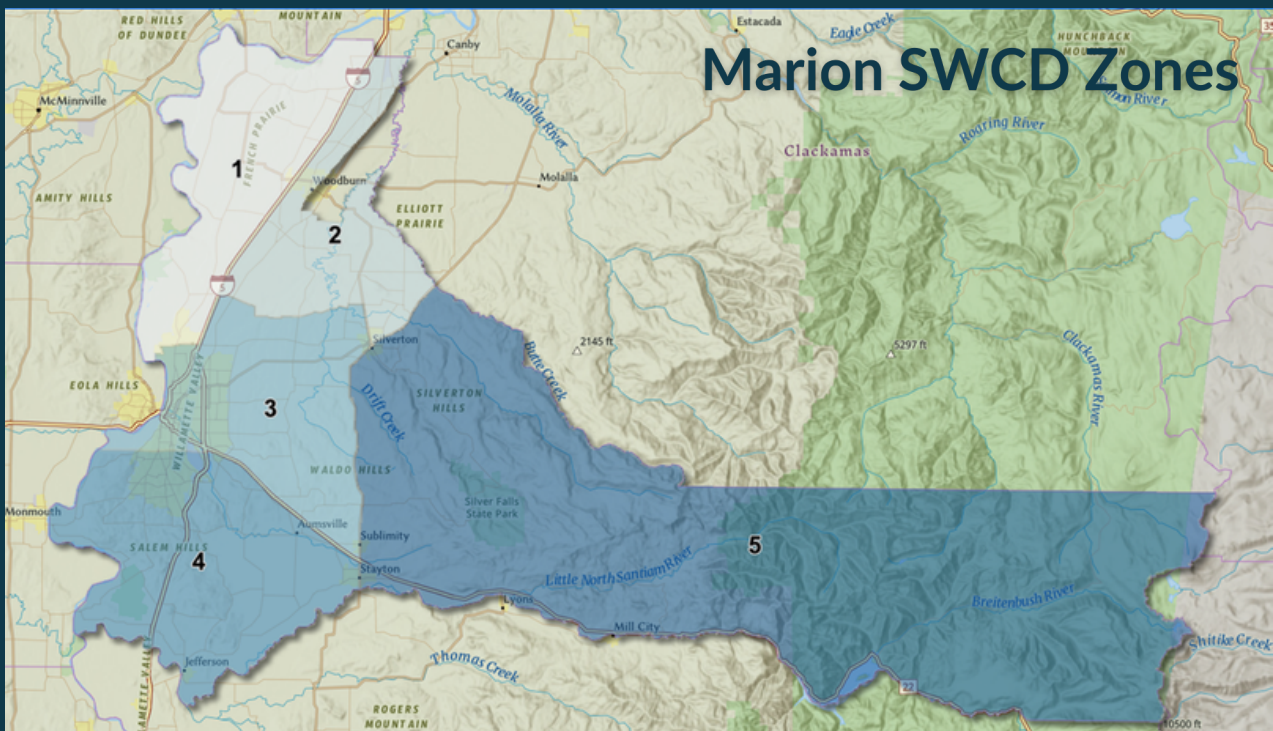 Marion SWCD Zones
RED HILLS
OF DUNDEE
MOUNTAIN
Canby
Estacada
Eagle Creek
HUNCHBACK
35
McMinnville
5
FRENCH PRAIRIE
Molalla River
Roaring River
Clackamas
1
Woodburn
Molalla
AMITY HILLS
ELLIOTT
PRAIRIE
2
5
Silverton
2145 ft
5297 ft
Butte Creek
Clackamas River
EOLA HILLS
WILLAMETTE VALLEY
3
Drift Creek
SILVERTON
HILLS
WALDO HILLS
Silver Falls
State Park
Monmouth
Aumsville
Sublimity
SALEM HILLS
4
5
Stayton
Little North Santiam River
Lyons
Breitenbush River
Mill City
Shitike Creek
Jefferson
Thomas Creek
22
AMETTE VALLEY
ROGERS
MOUNTAIN
10500 ft